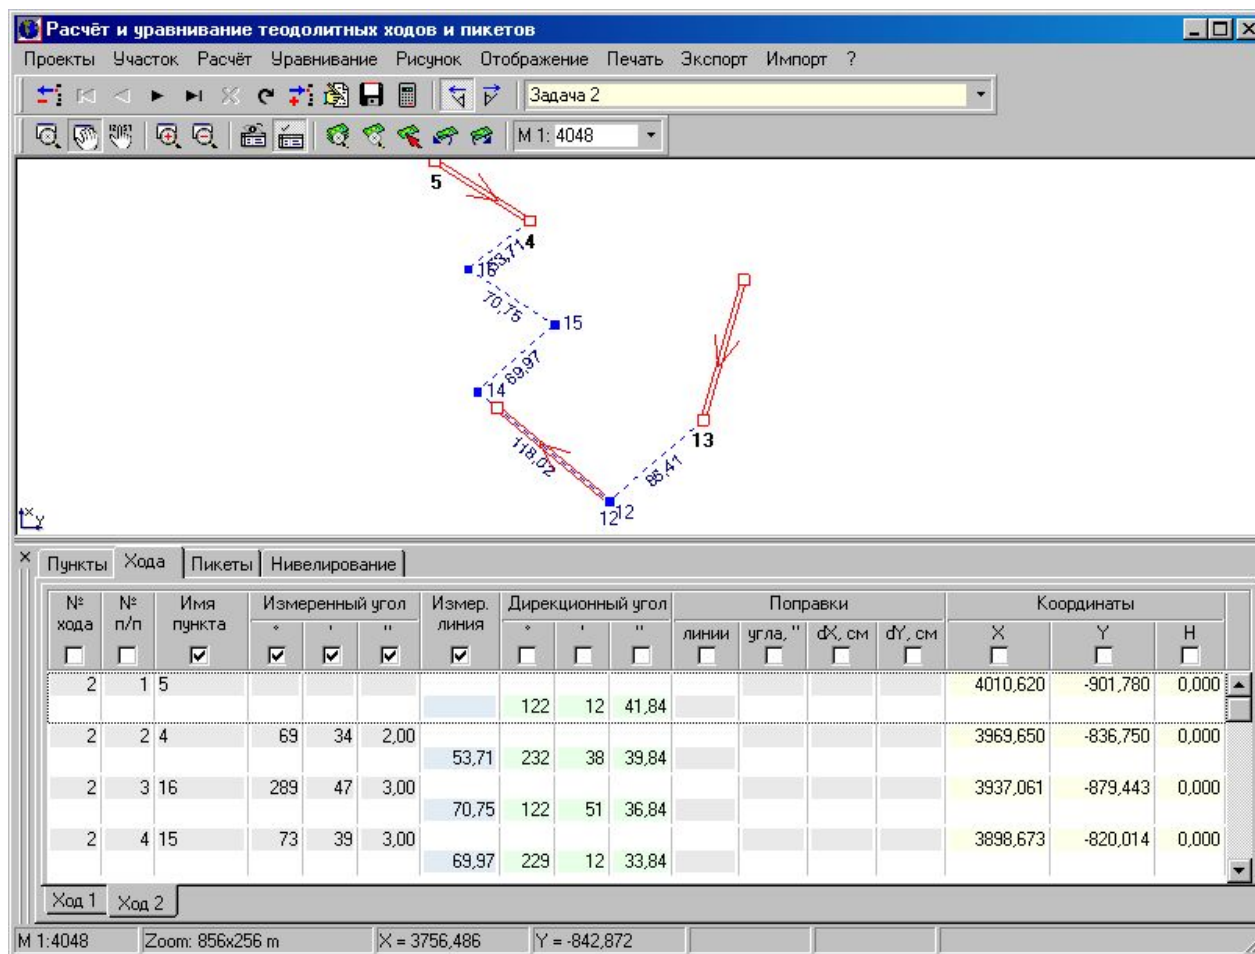 Расчёт и уравнивание теодолитных ходов и пикетов
Проекты Участок Расчёт Уравнивание Рисунок Отображение Печать Экспорт Импорт ?
Задача 2
М 1: 4048
5
4
53,71
16
70,75
15
69,97
14
118,02
13
85,41
12 12
x
Y
Пункты Хода Пикеты Нивелирование
№ хода № п/п Имя пункта Измеренный угол Измер. линия Дирекционный угол Поправки Координаты
° ' " ° ' " линии угла, " dX, см dY, см X Y H
2 1 5 4010,620 -901,780 0,000
122 12 41,84
2 2 4 69 34 2,00 3969,650 -836,750 0,000
53,71 232 38 39,84
2 3 16 289 47 3,00 3937,061 -879,443 0,000
70,75 122 51 36,84
2 4 15 73 39 3,00 3898,673 -820,014 0,000
69,97 229 12 33,84
Ход 1 Ход 2
М 1:4048 Zoom: 856x256 m X = 3756,486 Y = -842,872